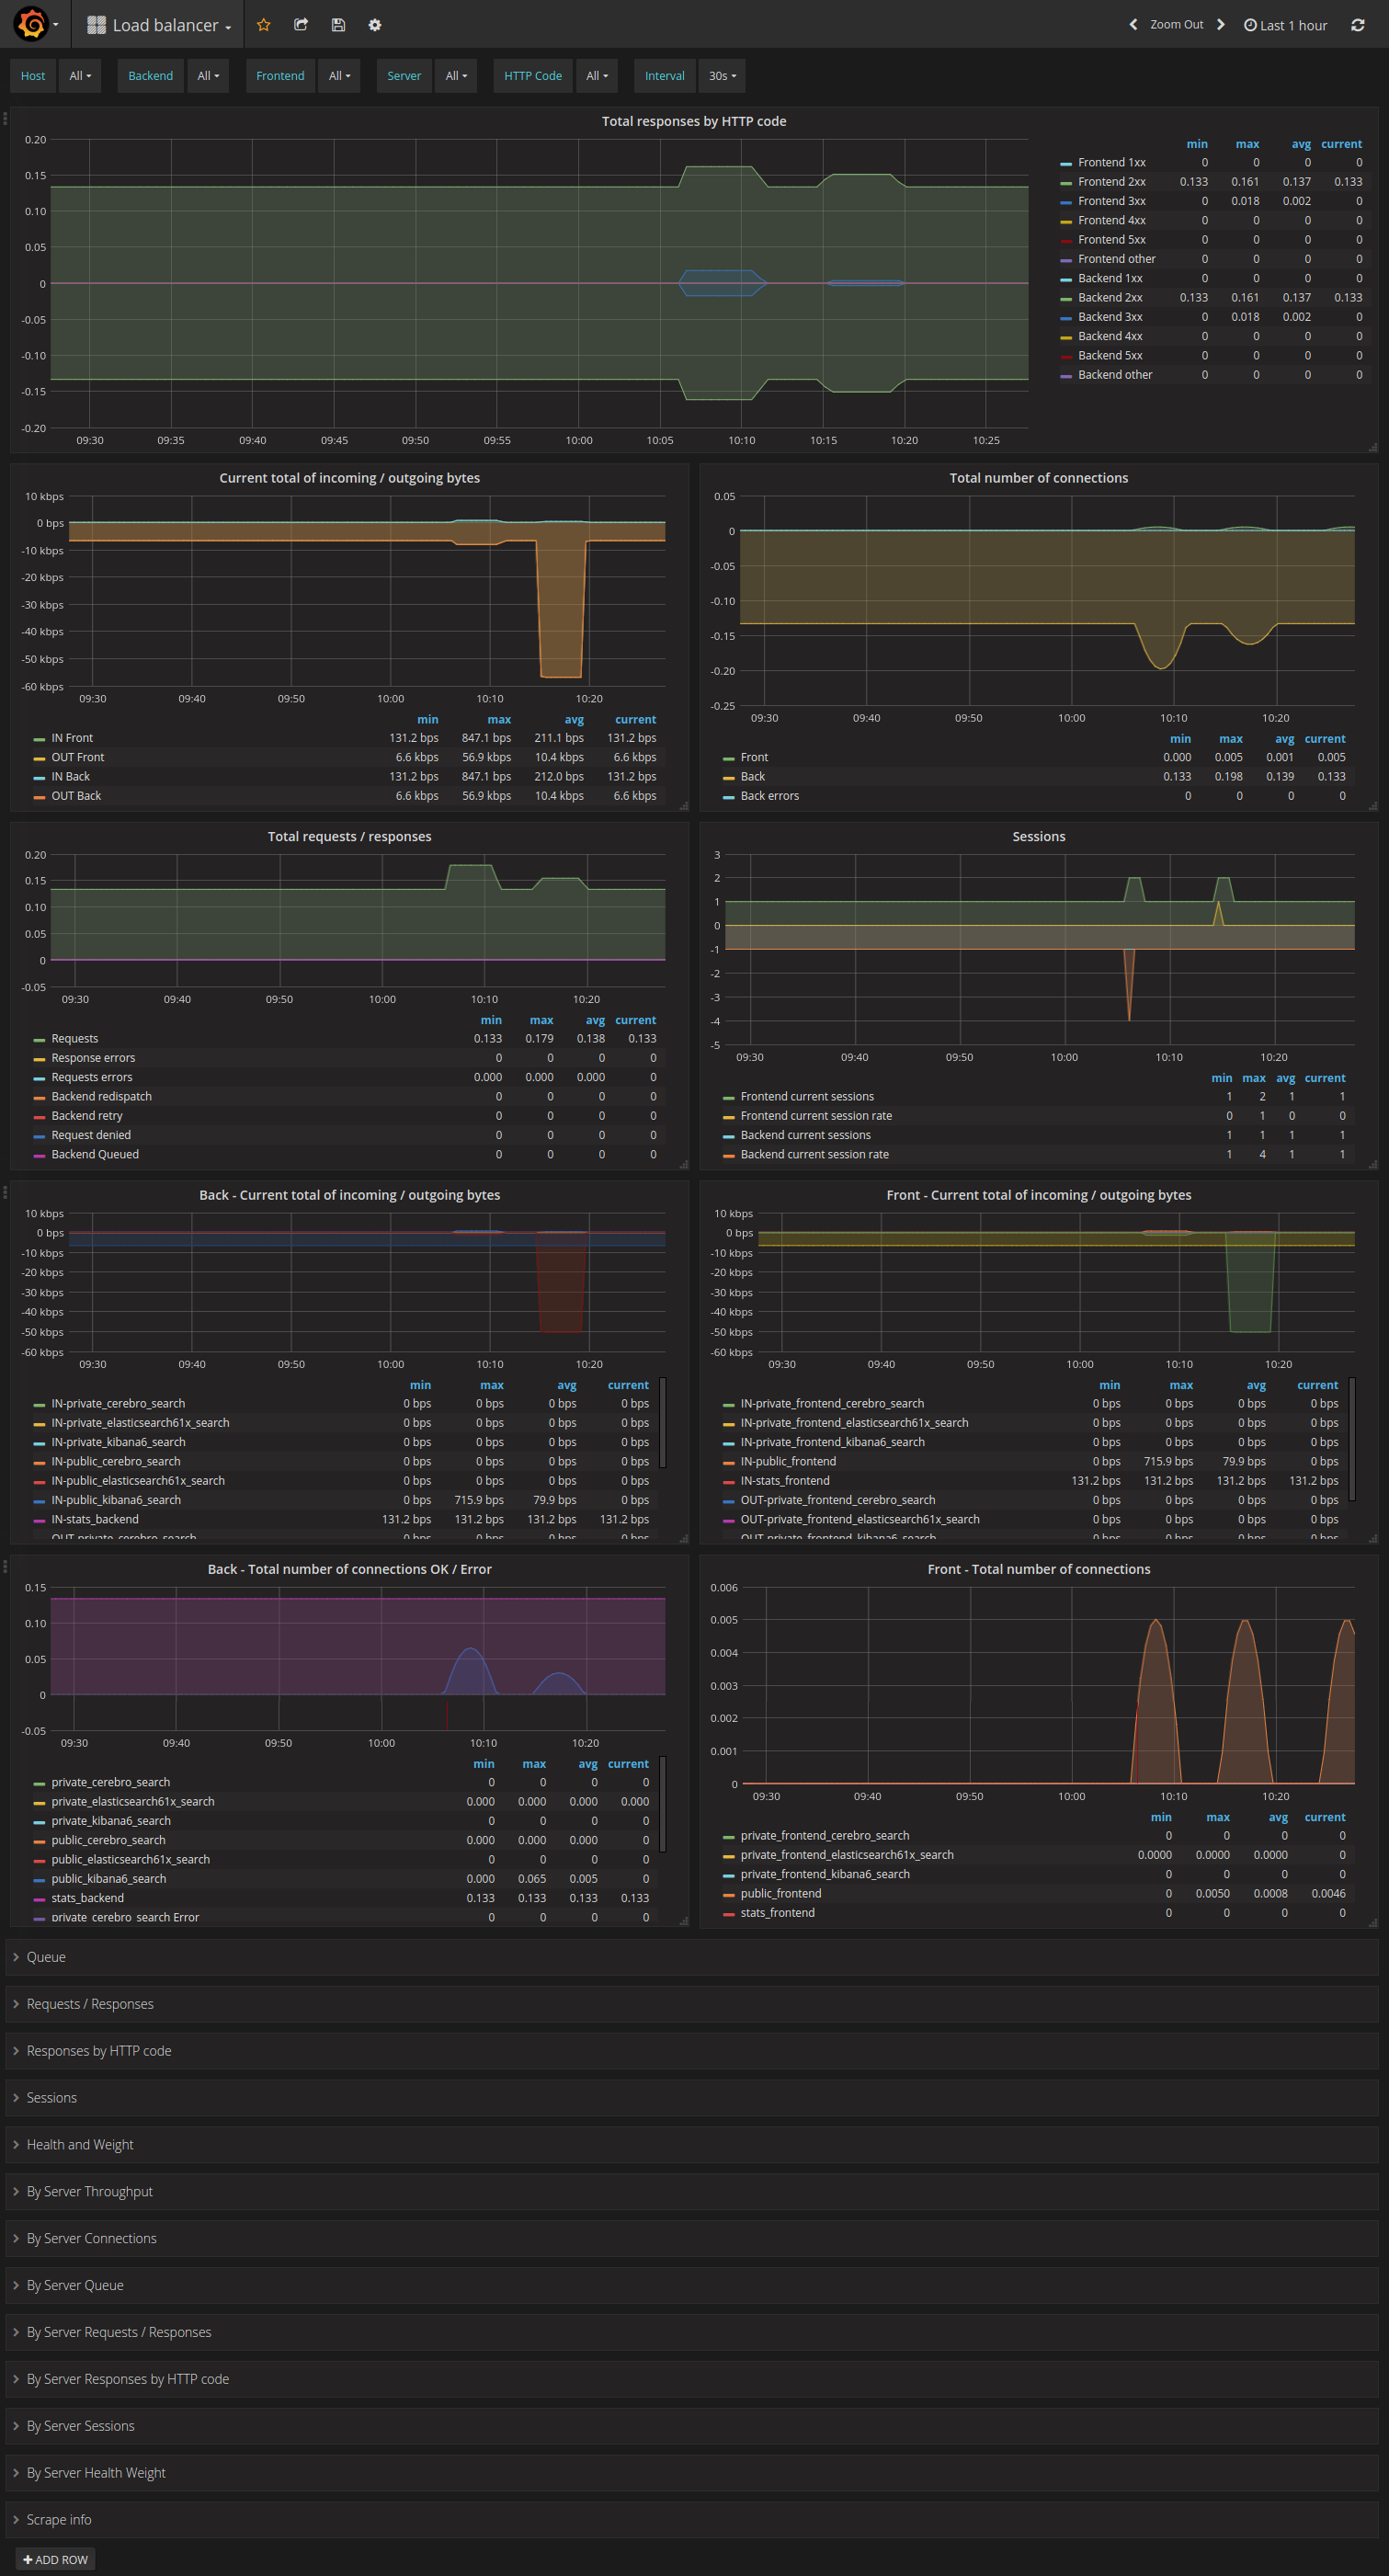 Load balancer
Zoom Out
Last 1 hour
Host All Backend All Frontend All Server All HTTP Code All Interval 30s
Total responses by HTTP code
0.20
0.15
0.10
0.05
0
-0.05
-0.10
-0.15
-0.20
09:30 09:35 09:40 09:45 09:50 09:55 10:00 10:05 10:10 10:15 10:20 10:25
min max avg current
Frontend 1xx 0 0 0 0
Frontend 2xx 0.133 0.161 0.137 0.133
Frontend 3xx 0 0.018 0.002 0
Frontend 4xx 0 0 0 0
Frontend 5xx 0 0 0 0
Frontend other 0 0 0 0
Backend 1xx 0 0 0 0
Backend 2xx 0.133 0.161 0.137 0.133
Backend 3xx 0 0.018 0.002 0
Backend 4xx 0 0 0 0
Backend 5xx 0 0 0 0
Backend other 0 0 0 0
Current total of incoming / outgoing bytes
10 kbps
0 bps
-10 kbps
-20 kbps
-30 kbps
-40 kbps
-50 kbps
-60 kbps
09:30 09:40 09:50 10:00 10:10 10:20
min max avg current
IN Front 131.2 bps 847.1 bps 211.1 bps 131.2 bps
OUT Front 6.6 kbps 56.9 kbps 10.4 kbps 6.6 kbps
IN Back 131.2 bps 847.1 bps 212.0 bps 131.2 bps
OUT Back 6.6 kbps 56.9 kbps 10.4 kbps 6.6 kbps
Total number of connections
0.05
0
-0.05
-0.10
-0.15
-0.20
-0.25
09:30 09:40 09:50 10:00 10:10 10:20
min max avg current
Front 0.000 0.005 0.001 0.005
Back 0.133 0.198 0.139 0.133
Back errors 0 0 0 0
Total requests / responses
0.20
0.15
0.10
0.05
0
-0.05
09:30 09:40 09:50 10:00 10:10 10:20
min max avg current
Requests 0.133 0.179 0.138 0.133
Response errors 0 0 0 0
Requests errors 0.000 0.000 0.000 0
Backend redispatch 0 0 0 0
Backend retry 0 0 0 0
Request denied 0 0 0 0
Backend Queued 0 0 0 0
Sessions
3
2
1
0
-1
-2
-3
-4
-5
09:30 09:40 09:50 10:00 10:10 10:20
min max avg current
Frontend current sessions 1 2 1 1
Frontend current session rate 0 1 0 0
Backend current sessions 1 1 1 1
Backend current session rate 1 4 1 1
Back - Current total of incoming / outgoing bytes
10 kbps
0 bps
-10 kbps
-20 kbps
-30 kbps
-40 kbps
-50 kbps
-60 kbps
09:30 09:40 09:50 10:00 10:10 10:20
min max avg current
IN-private_cerebro_search 0 bps 0 bps 0 bps 0 bps
IN-private_elasticsearch61x_search 0 bps 0 bps 0 bps 0 bps
IN-private_kibana6_search 0 bps 0 bps 0 bps 0 bps
IN-public_cerebro_search 0 bps 0 bps 0 bps 0 bps
IN-public_elasticsearch61x_search 0 bps 0 bps 0 bps 0 bps
IN-public_kibana6_search 0 bps 715.9 bps 79.9 bps 0 bps
IN-stats_backend 131.2 bps 131.2 bps 131.2 bps 131.2 bps
OUT-private_cerebro_search 0 bps 0 bps 0 bps 0 bps
Front - Current total of incoming / outgoing bytes
10 kbps
0 bps
-10 kbps
-20 kbps
-30 kbps
-40 kbps
-50 kbps
-60 kbps
09:30 09:40 09:50 10:00 10:10 10:20
min max avg current
IN-private_frontend_cerebro_search 0 bps 0 bps 0 bps 0 bps
IN-private_frontend_elasticsearch61x_search 0 bps 0 bps 0 bps 0 bps
IN-private_frontend_kibana6_search 0 bps 0 bps 0 bps 0 bps
IN-public_frontend 0 bps 715.9 bps 79.9 bps 0 bps
IN-stats_frontend 131.2 bps 131.2 bps 131.2 bps 131.2 bps
OUT-private_frontend_cerebro_search 0 bps 0 bps 0 bps 0 bps
OUT-private_frontend_elasticsearch61x_search 0 bps 0 bps 0 bps 0 bps
OUT-private_frontend_kibana6_search 0 bps 0 bps 0 bps 0 bps
Back - Total number of connections OK / Error
0.15
0.10
0.05
0
-0.05
09:30 09:40 09:50 10:00 10:10 10:20
min max avg current
private_cerebro_search 0 0 0 0
private_elasticsearch61x_search 0.000 0.000 0.000 0.000
private_kibana6_search 0 0 0 0
public_cerebro_search 0.000 0.000 0.000 0
public_elasticsearch61x_search 0 0 0 0
public_kibana6_search 0.000 0.065 0.005 0
stats_backend 0.133 0.133 0.133 0.133
private_cerebro_search Error 0 0 0 0
Front - Total number of connections
0.006
0.005
0.004
0.003
0.002
0.001
0
09:30 09:40 09:50 10:00 10:10 10:20
min max avg current
private_frontend_cerebro_search 0 0 0 0
private_frontend_elasticsearch61x_search 0.0000 0.0000 0.0000 0
private_frontend_kibana6_search 0 0 0 0
public_frontend 0 0.0050 0.0008 0.0046
stats_frontend 0 0 0 0
Queue
Requests / Responses
Responses by HTTP code
Sessions
Health and Weight
By Server Throughput
By Server Connections
By Server Queue
By Server Requests / Responses
By Server Responses by HTTP code
By Server Sessions
By Server Health Weight
Scrape info
ADD ROW